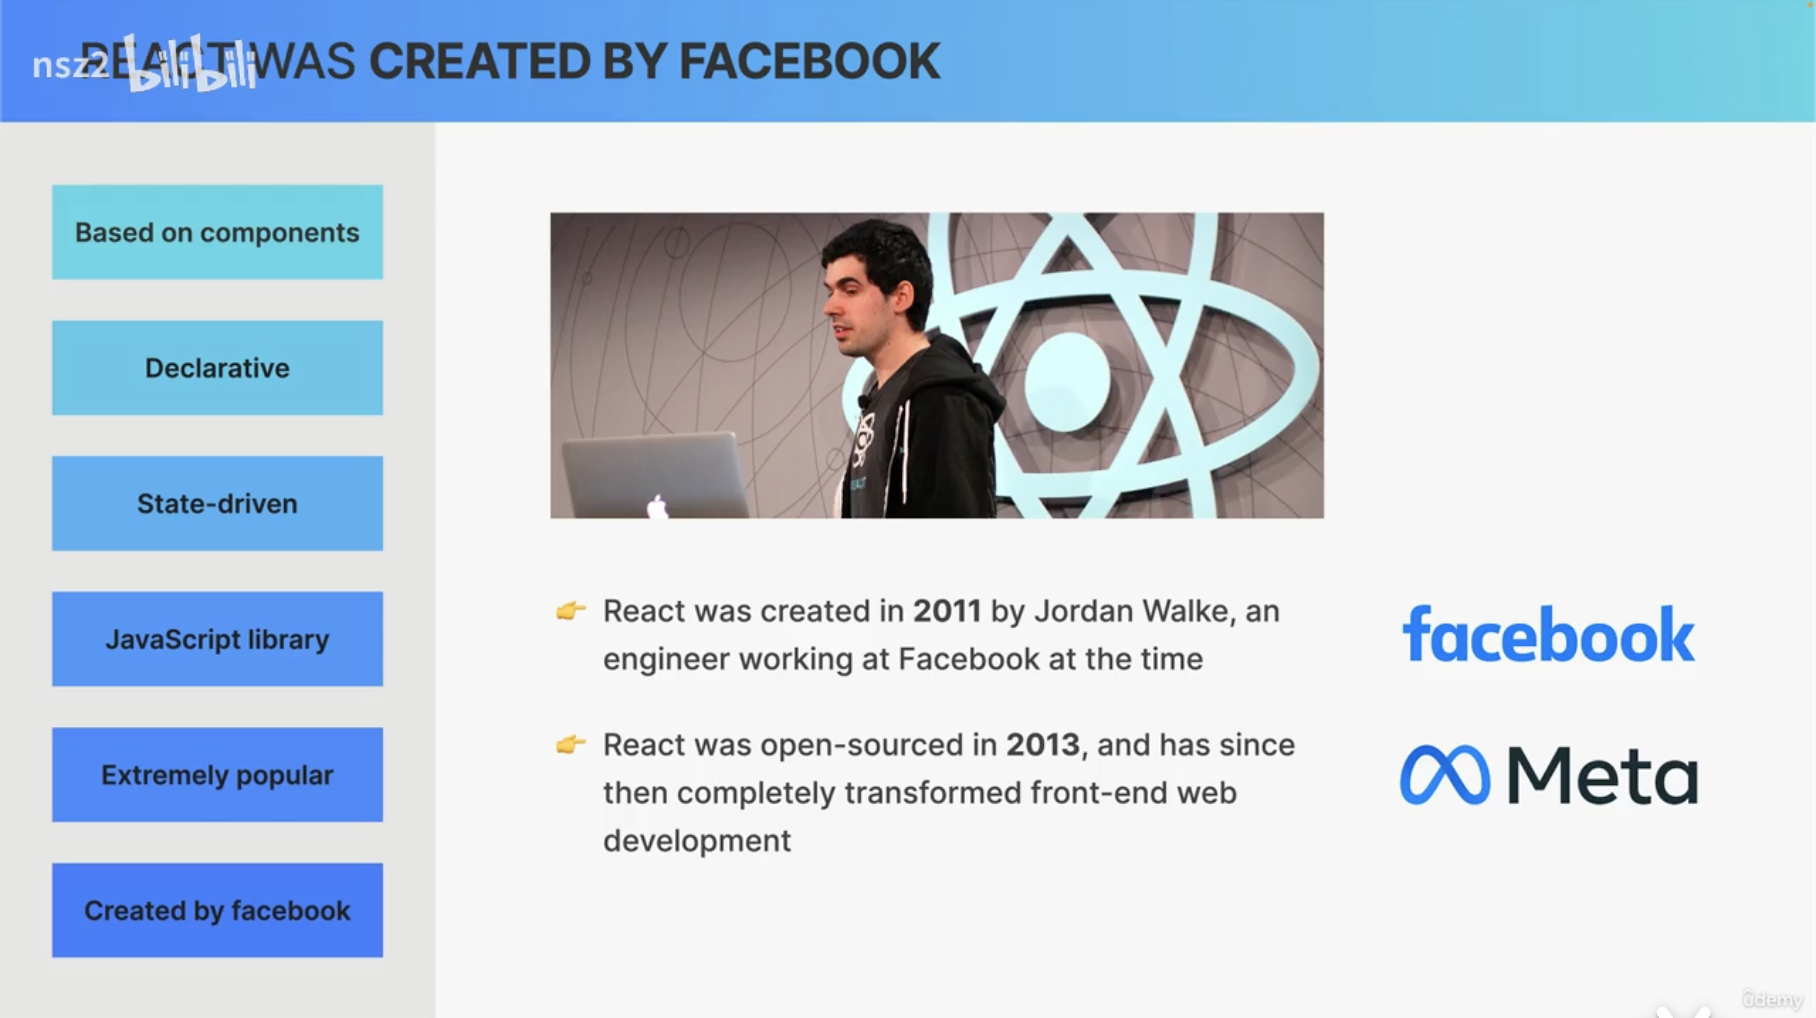 REACT WAS CREATED BY FACEBOOK
nsz2 bilibili
Based on components
Declarative
State-driven
JavaScript library
Extremely popular
Created by facebook
👉 React was created in 2011 by Jordan Walke, an
engineer working at Facebook at the time
👉 React was open-sourced in 2013, and has since
then completely transformed front-end web
development
facebook
Meta
ûdemy